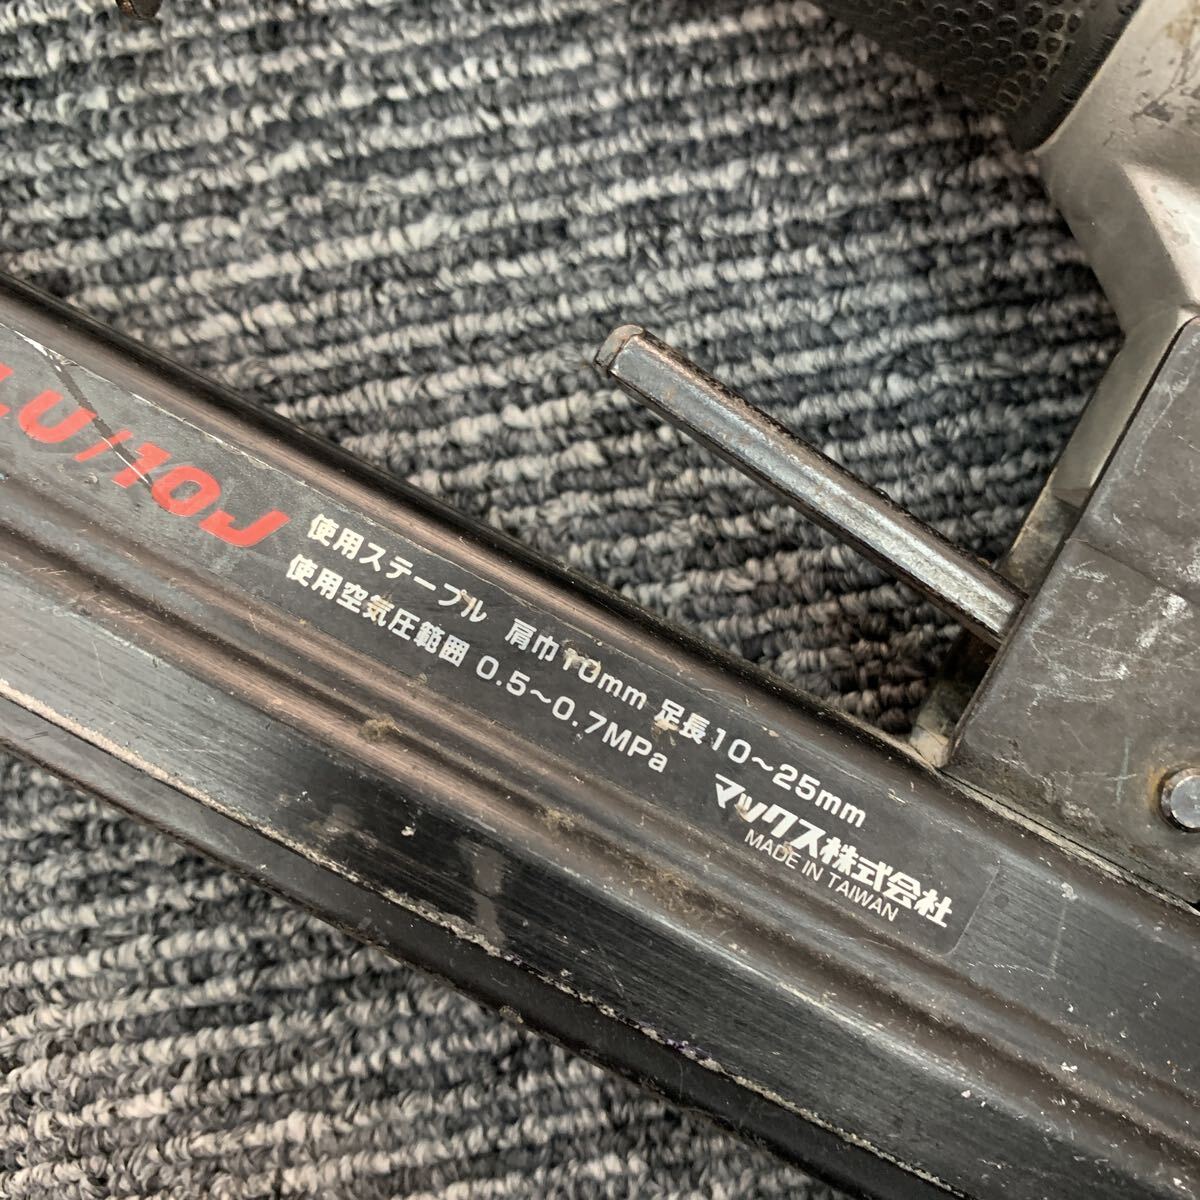 U/10J
使用ステープル 肩巾10mm 足長10～25mm
使用空気圧範囲 0.5～0.7MPa
マックス株式会社
MADE IN TAIWAN